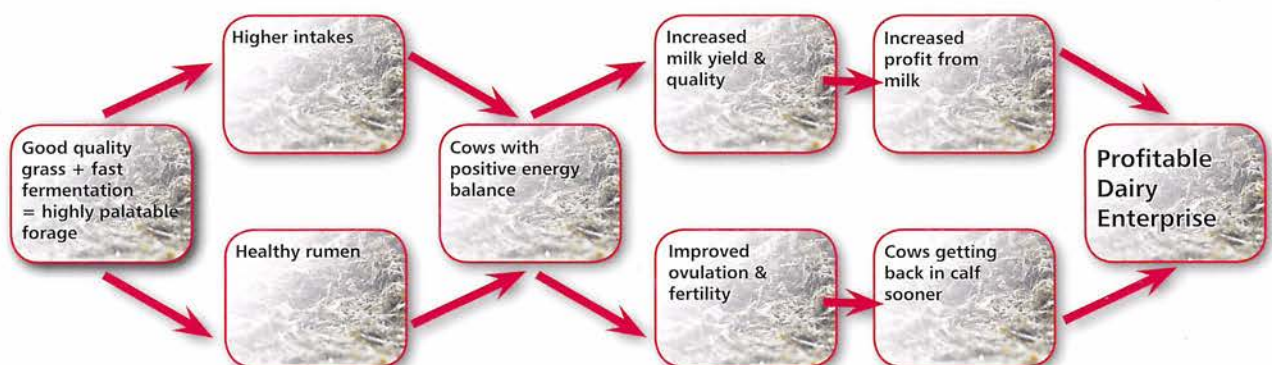 Good quality
grass + fast
fermentation
= highly palatable
forage
Higher intakes
Healthy rumen
Cows with
positive energy
balance
Increased
milk yield &
quality
Increased
profit from
milk
Improved
ovulation &
fertility
Cows getting
back in calf
sooner
Profitable
Dairy
Enterprise